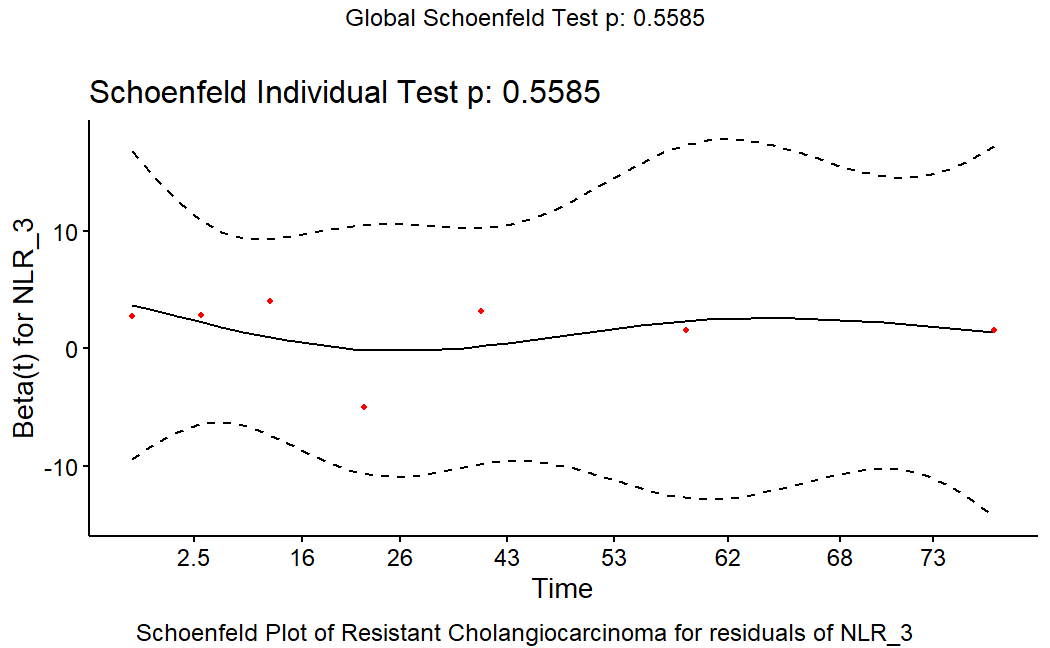 Global Schoenfeld Test p: 0.5585
Schoenfeld Individual Test p: 0.5585
Beta(t) for NLR_3
10
0
-10
2.5 16 26 43 53 62 68 73
Time
Schoenfeld Plot of Resistant Cholangiocarcinoma for residuals of NLR_3